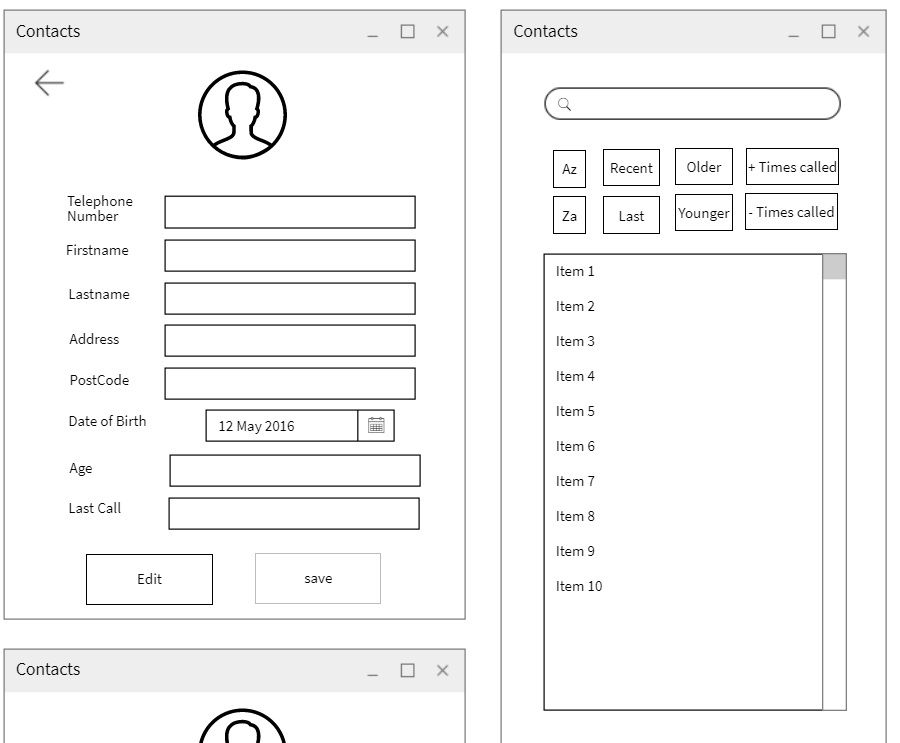 Contacts
Telephone
Number
Firstname
Lastname
Address
PostCode
Date of Birth
12 May 2016
Age
Last Call
Edit
save
Contacts
Contacts
Az
Recent
Older
+ Times called
Za
Last
Younger
- Times called
Item 1
Item 2
Item 3
Item 4
Item 5
Item 6
Item 7
Item 8
Item 9
Item 10